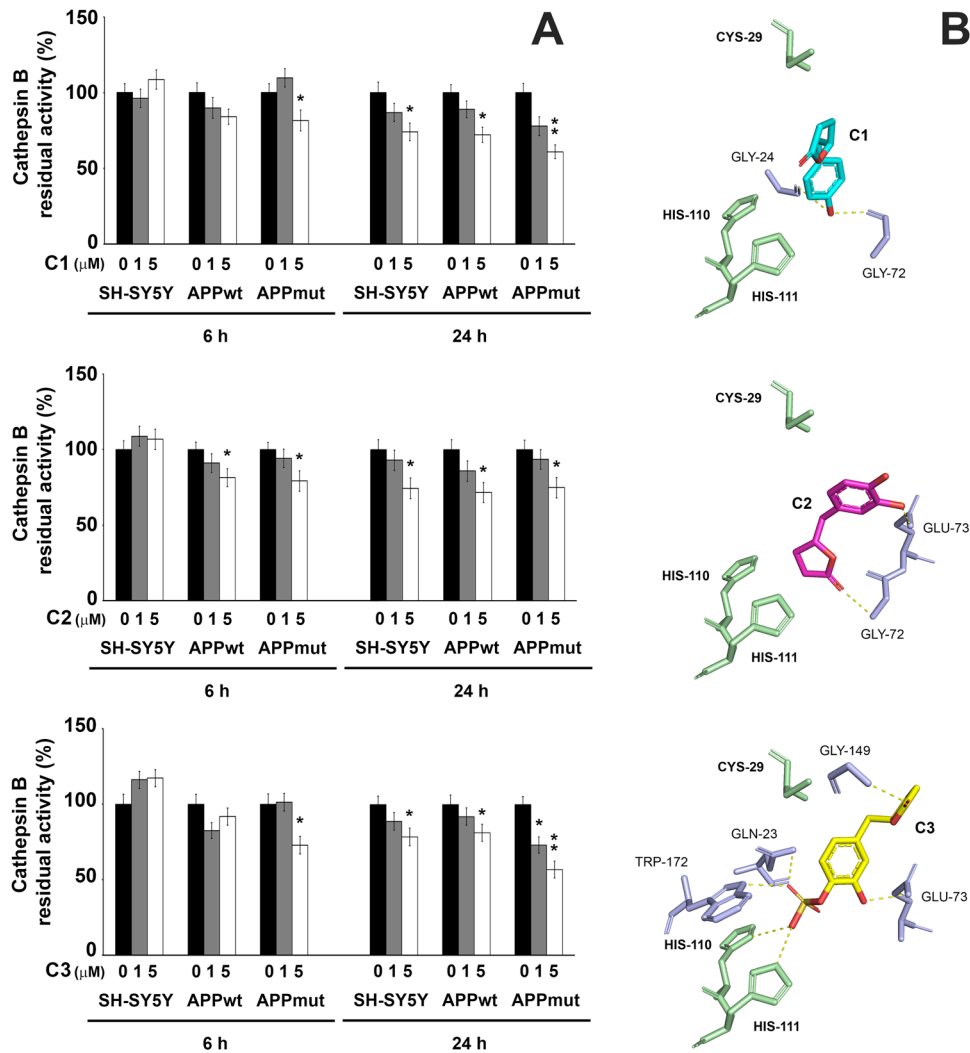 A
B
Cathepsin B
residual activity (%)
150
100
50
0
* * * * *
*
C1 (μM) 0 1 5 0 1 5 0 1 5 0 1 5 0 1 5 0 1 5
SH-SY5Y APPwt APPmut SH-SY5Y APPwt APPmut
6 h 24 h
CYS-29
C1
GLY-24
HIS-110
GLY-72
HIS-111
Cathepsin B
residual activity (%)
150
100
50
0
* * * * *
C2 (μM) 0 1 5 0 1 5 0 1 5 0 1 5 0 1 5 0 1 5
SH-SY5Y APPwt APPmut SH-SY5Y APPwt APPmut
6 h 24 h
CYS-29
C2
GLU-73
HIS-110
GLY-72
HIS-111
Cathepsin B
residual activity (%)
150
100
50
0
* * * * *
*
C3 (μM) 0 1 5 0 1 5 0 1 5 0 1 5 0 1 5 0 1 5
SH-SY5Y APPwt APPmut SH-SY5Y APPwt APPmut
6 h 24 h
GLY-149
CYS-29
C3
GLN-23
TRP-172
GLU-73
HIS-110
HIS-111